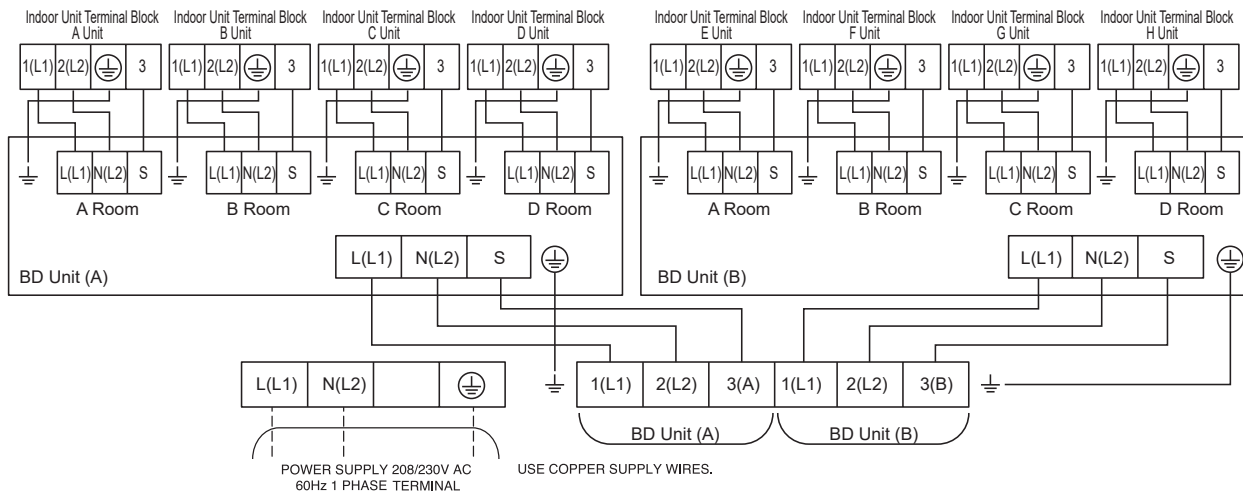 Indoor Unit Terminal Block Indoor Unit Terminal Block Indoor Unit Terminal Block Indoor Unit Terminal Block Indoor Unit Terminal Block Indoor Unit Terminal Block Indoor Unit Terminal Block Indoor Unit Terminal Block
A Unit B Unit C Unit D Unit E Unit F Unit G Unit H Unit
1(L1) 2(L2) 3 1(L1) 2(L2) 3 1(L1) 2(L2) 3 1(L1) 2(L2) 3 1(L1) 2(L2) 3 1(L1) 2(L2) 3 1(L1) 2(L2) 3 1(L1) 2(L2) 3
L(L1) N(L2) S L(L1) N(L2) S L(L1) N(L2) S L(L1) N(L2) S L(L1) N(L2) S L(L1) N(L2) S L(L1) N(L2) S L(L1) N(L2) S
A Room B Room C Room D Room A Room B Room C Room D Room
L(L1) N(L2) S L(L1) N(L2) S
BD Unit (A) BD Unit (B)
L(L1) N(L2) 1(L1) 2(L2) 3(A) 1(L1) 2(L2) 3(B)
BD Unit (A) BD Unit (B)
POWER SUPPLY 208/230V AC USE COPPER SUPPLY WIRES.
60Hz 1 PHASE TERMINAL